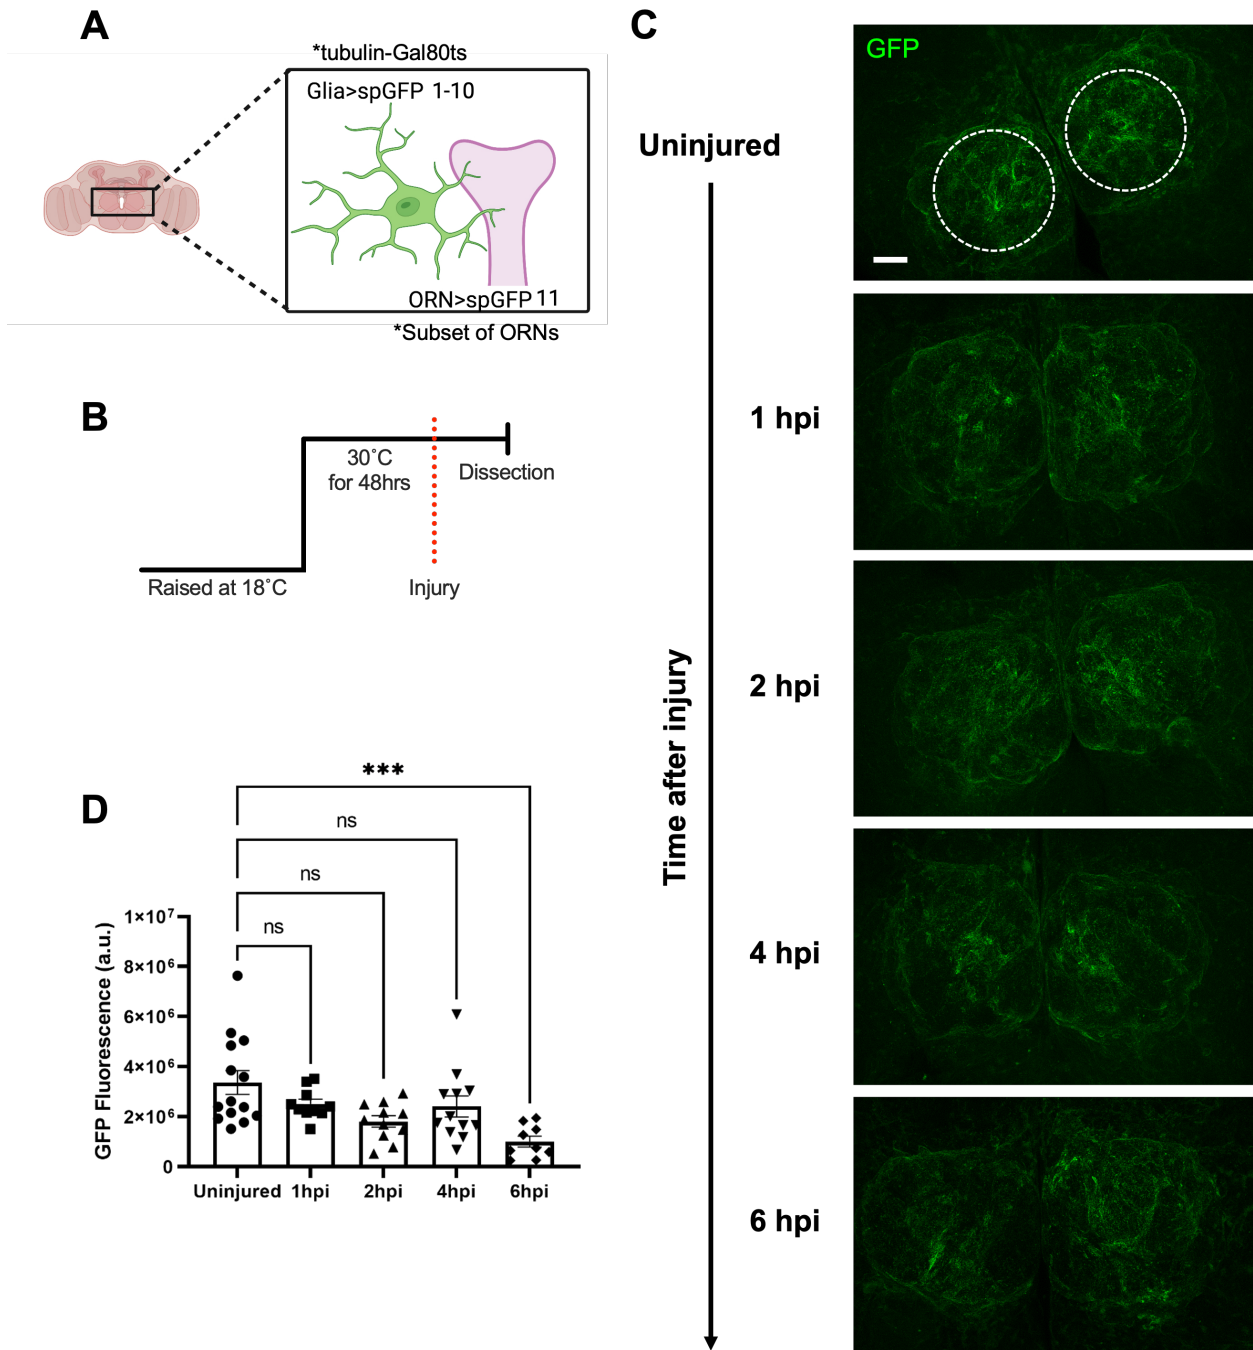 A
*tubulin-Gal80ts
Glia>spGFP 1-10
ORN>spGFP 11
*Subset of ORNs
B
30˚C
for 48hrs
Dissection
Raised at 18˚C
Injury
C
GFP
Uninjured
1 hpi
2 hpi
4 hpi
6 hpi
Time after injury
D
***
ns
ns
ns
GFP Fluorescence (a.u.)
1×10⁷
8×10⁶
6×10⁶
4×10⁶
2×10⁶
0
Uninjured 1hpi 2hpi 4hpi 6hpi